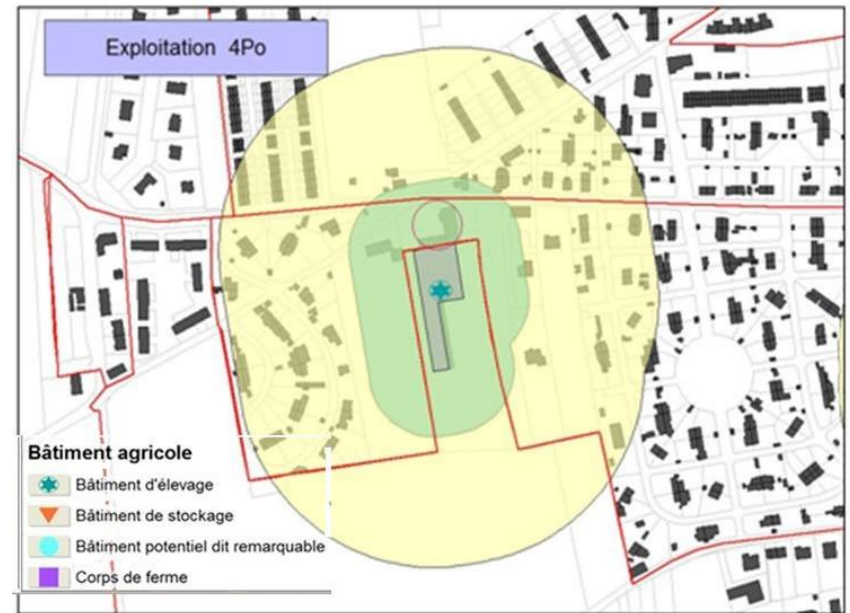 Exploitation 4Po
Bâtiment agricole
Bâtiment d'élevage
Bâtiment de stockage
Bâtiment potentiel dit remarquable
Corps de ferme